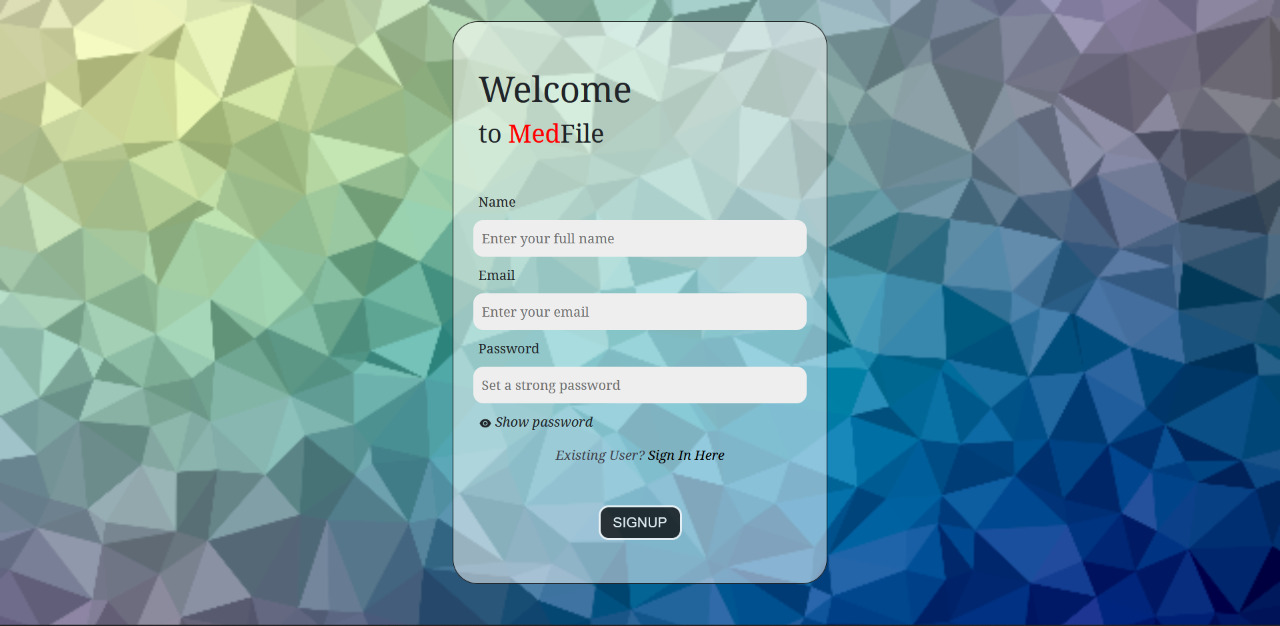 Welcome
to MedFile
Name
Enter your full name
Email
Enter your email
Password
Set a strong password
Show password
Existing User? Sign In Here
SIGNUP